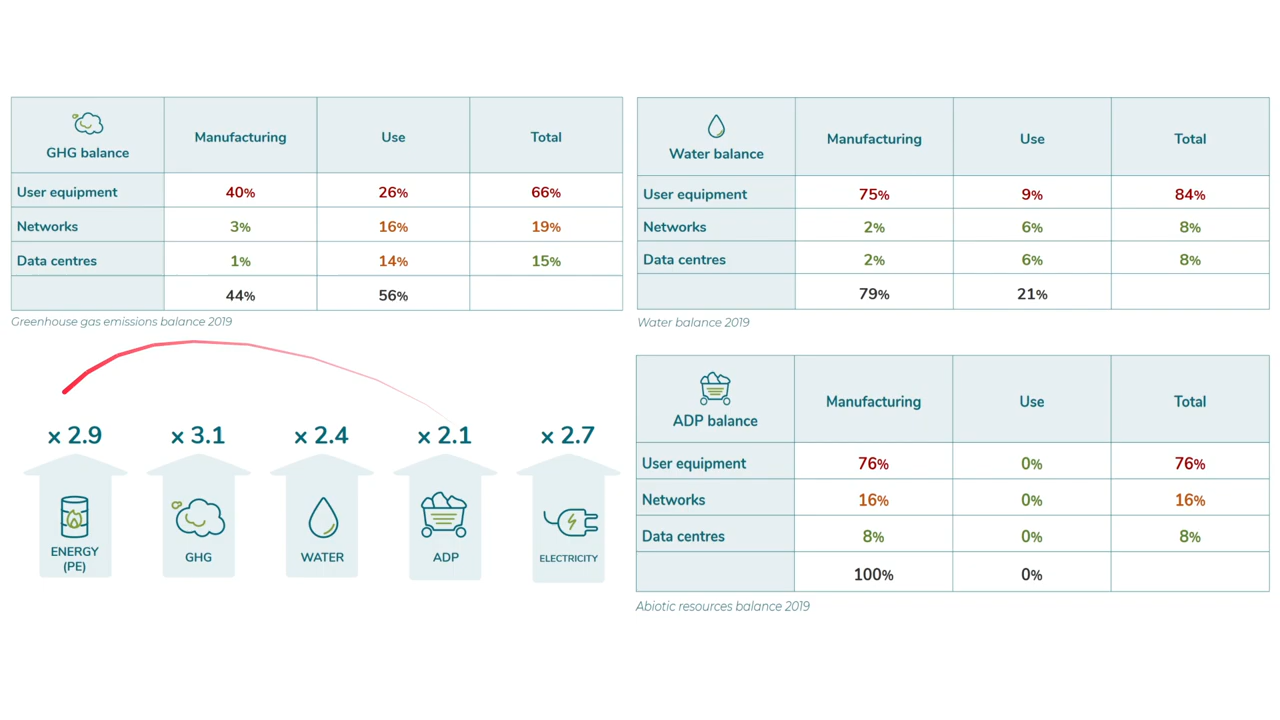 GHG balance Manufacturing Use Total
User equipment 40% 26% 66%
Networks 3% 16% 19%
Data centres 1% 14% 15%
44% 56%
Greenhouse gas emissions balance 2019
Water balance Manufacturing Use Total
User equipment 75% 9% 84%
Networks 2% 6% 8%
Data centres 2% 6% 8%
79% 21%
Water balance 2019
x 2.9 x 3.1 x 2.4 x 2.1 x 2.7
ENERGY
(PE) GHG WATER ADP ELECTRICITY
ADP balance Manufacturing Use Total
User equipment 76% 0% 76%
Networks 16% 0% 16%
Data centres 8% 0% 8%
100% 0%
Abiotic resources balance 2019